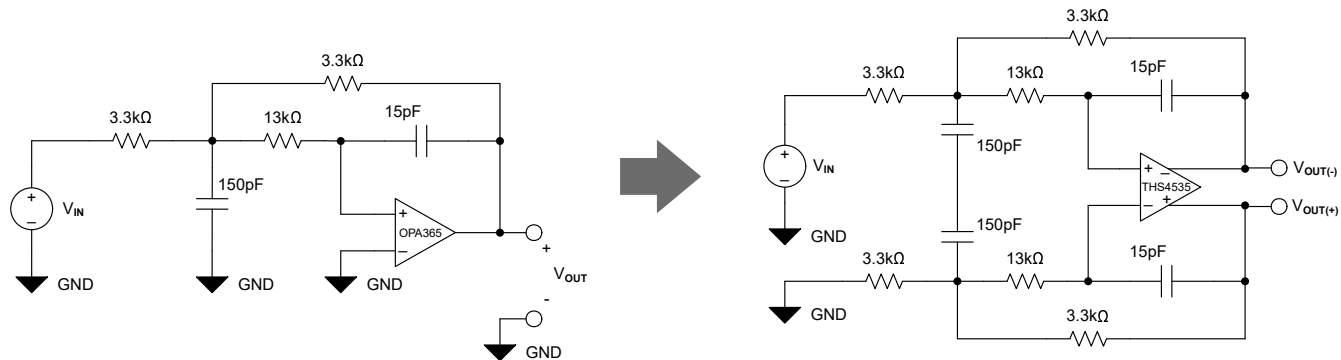 3.3kΩ
3.3kΩ
13kΩ
15pF
150pF
+
−
V_IN
+
OPA365
−
GND
GND
GND
+
V_OUT
-
GND
3.3kΩ
3.3kΩ
13kΩ
15pF
150pF
+
−
V_IN
+ −
THS4535
− +
V_OUT(-)
V_OUT(+)
GND
150pF
3.3kΩ
13kΩ
15pF
GND
3.3kΩ